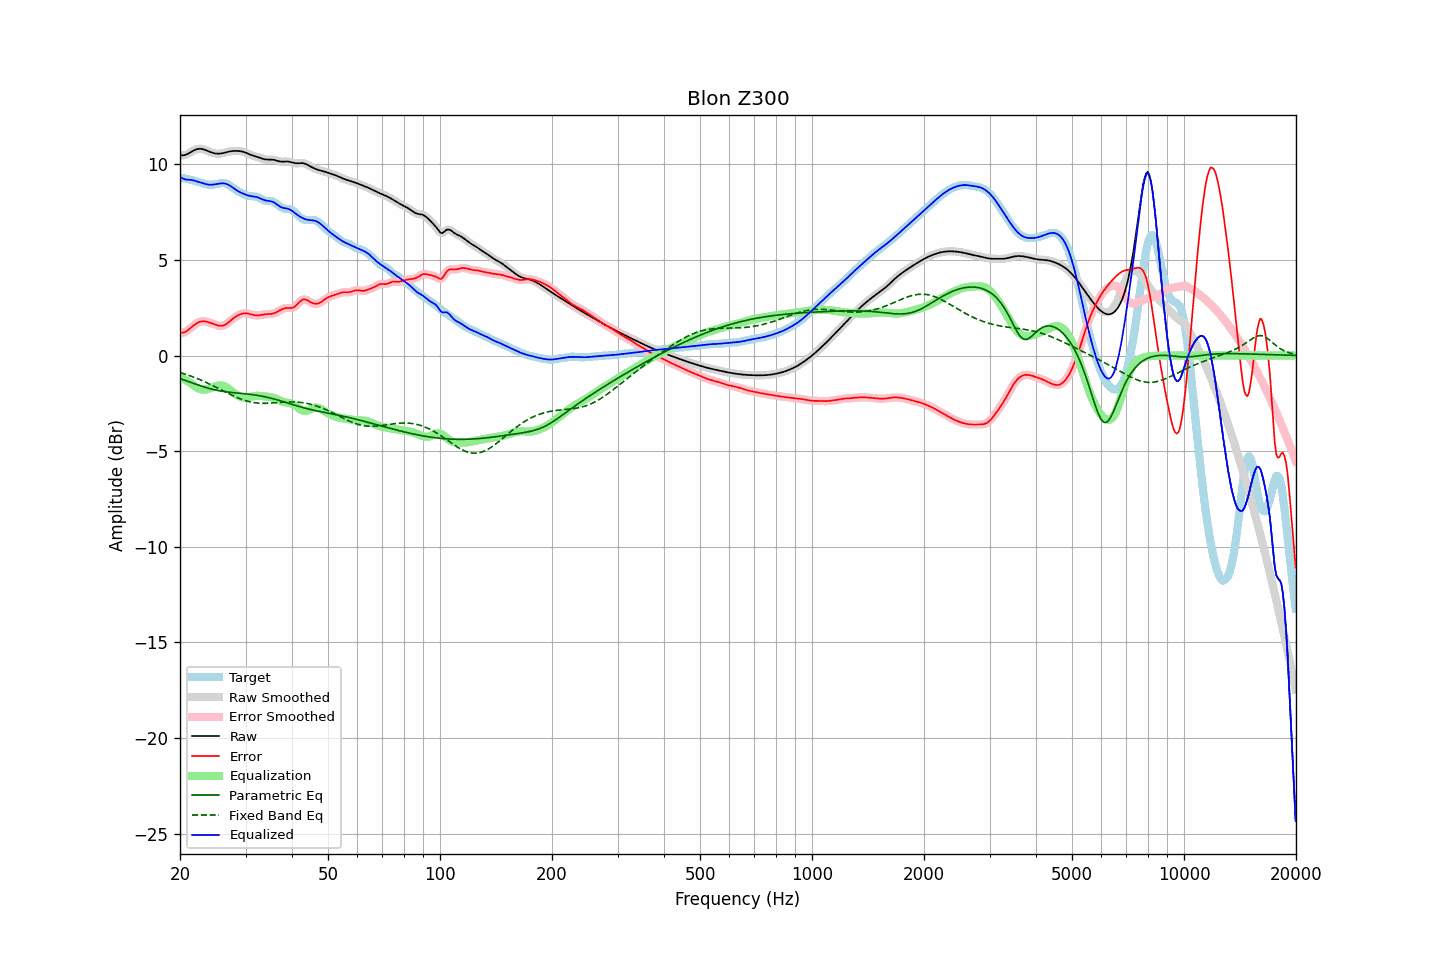 Blon Z300
Amplitude (dBr)
10
5
0
−5
−10
−15
−20
−25
Target
Raw Smoothed
Error Smoothed
Raw
Error
Equalization
Parametric Eq
Fixed Band Eq
Equalized
20 50 100 200 500 1000 2000 5000 10000 20000
Frequency (Hz)